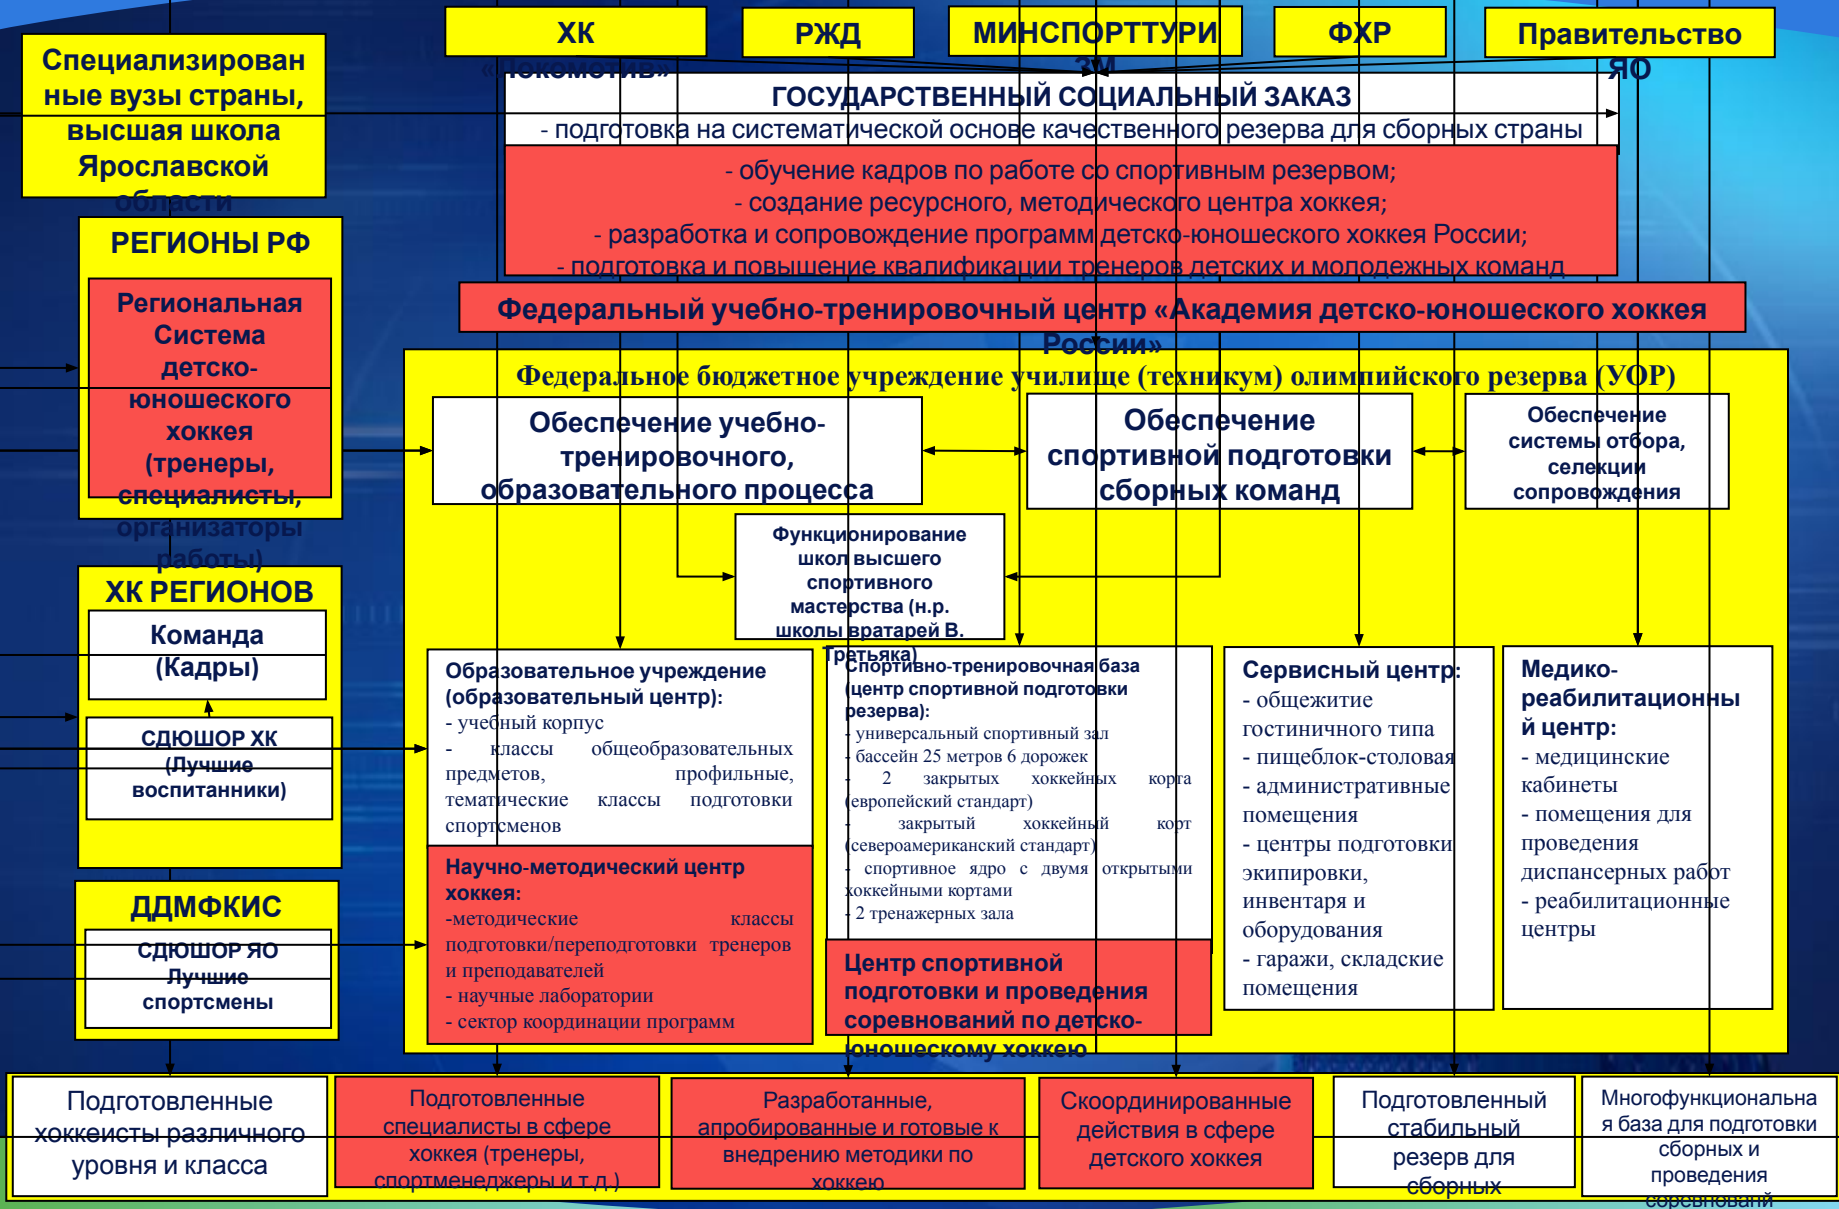 ХК
«Локомотив»
РЖД
МИНСПОРТТУРИ
ЗМ
ФХР
Правительство
ЯО
Специализирован
ные вузы страны,
высшая школа
Ярославской
области
ГОСУДАРСТВЕННЫЙ СОЦИАЛЬНЫЙ ЗАКАЗ
- подготовка на систематической основе качественного резерва для сборных страны
- обучение кадров по работе со спортивным резервом;
- создание ресурсного, методического центра хоккея;
- разработка и сопровождение программ детско-юношеского хоккея России;
- подготовка и повышение квалификации тренеров детских и молодежных команд
Федеральный учебно-тренировочный центр «Академия детско-юношеского хоккея
России»
РЕГИОНЫ РФ
Региональная
Система
детско-
юношеского
хоккея
(тренеры,
специалисты,
организаторы
работы)
ХК РЕГИОНОВ
Команда
(Кадры)
СДЮШОР ХК
(Лучшие
воспитанники)
ДДМФКИС
СДЮШОР ЯО
Лучшие
спортсмены
Федеральное бюджетное учреждение училище (техникум) олимпийского резерва (УОР)
Обеспечение учебно-
тренировочного,
образовательного процесса
Обеспечение
спортивной подготовки
сборных команд
Обеспечение
системы отбора,
селекции
сопровождения
Функционирование
школ высшего
спортивного
мастерства (н.р.
школы вратарей В.
Третьяка)
Образовательное учреждение
(образовательный центр):
- учебный корпус
- классы общеобразовательных
предметов, профильные,
тематические классы подготовки
спортсменов
Научно-методический центр
хоккея:
-методические классы
подготовки/переподготовки тренеров
и преподавателей
- научные лаборатории
- сектор координации программ
Спортивно-тренировочная база
(центр спортивной подготовки
резерва):
- универсальный спортивный зал
- бассейн 25 метров 6 дорожек
- 2 закрытых хоккейных корта
(европейский стандарт)
- закрытый хоккейный корт
(североамериканский стандарт)
- спортивное ядро с двумя открытыми
хоккейными кортами
- 2 тренажерных зала
Центр спортивной
подготовки и проведения
соревнований по детско-
юношескому хоккею
Сервисный центр:
- общежитие
гостиничного типа
- пищеблок-столовая
- административные
помещения
- центры подготовки
экипировки,
инвентаря и
оборудования
- гаражи, складские
помещения
Медико-
реабилитационны
й центр:
- медицинские
кабинеты
- помещения для
проведения
диспансерных работ
- реабилитационные
центры
Подготовленные
хоккеисты различного
уровня и класса
Подготовленные
специалисты в сфере
хоккея (тренеры,
спортменеджеры и т.д.)
Разработанные,
апробированные и готовые к
внедрению методики по
хоккею
Скоординированные
действия в сфере
детского хоккея
Подготовленный
стабильный
резерв для
сборных
Многофункциональна
я база для подготовки
сборных и
проведения
соревнований